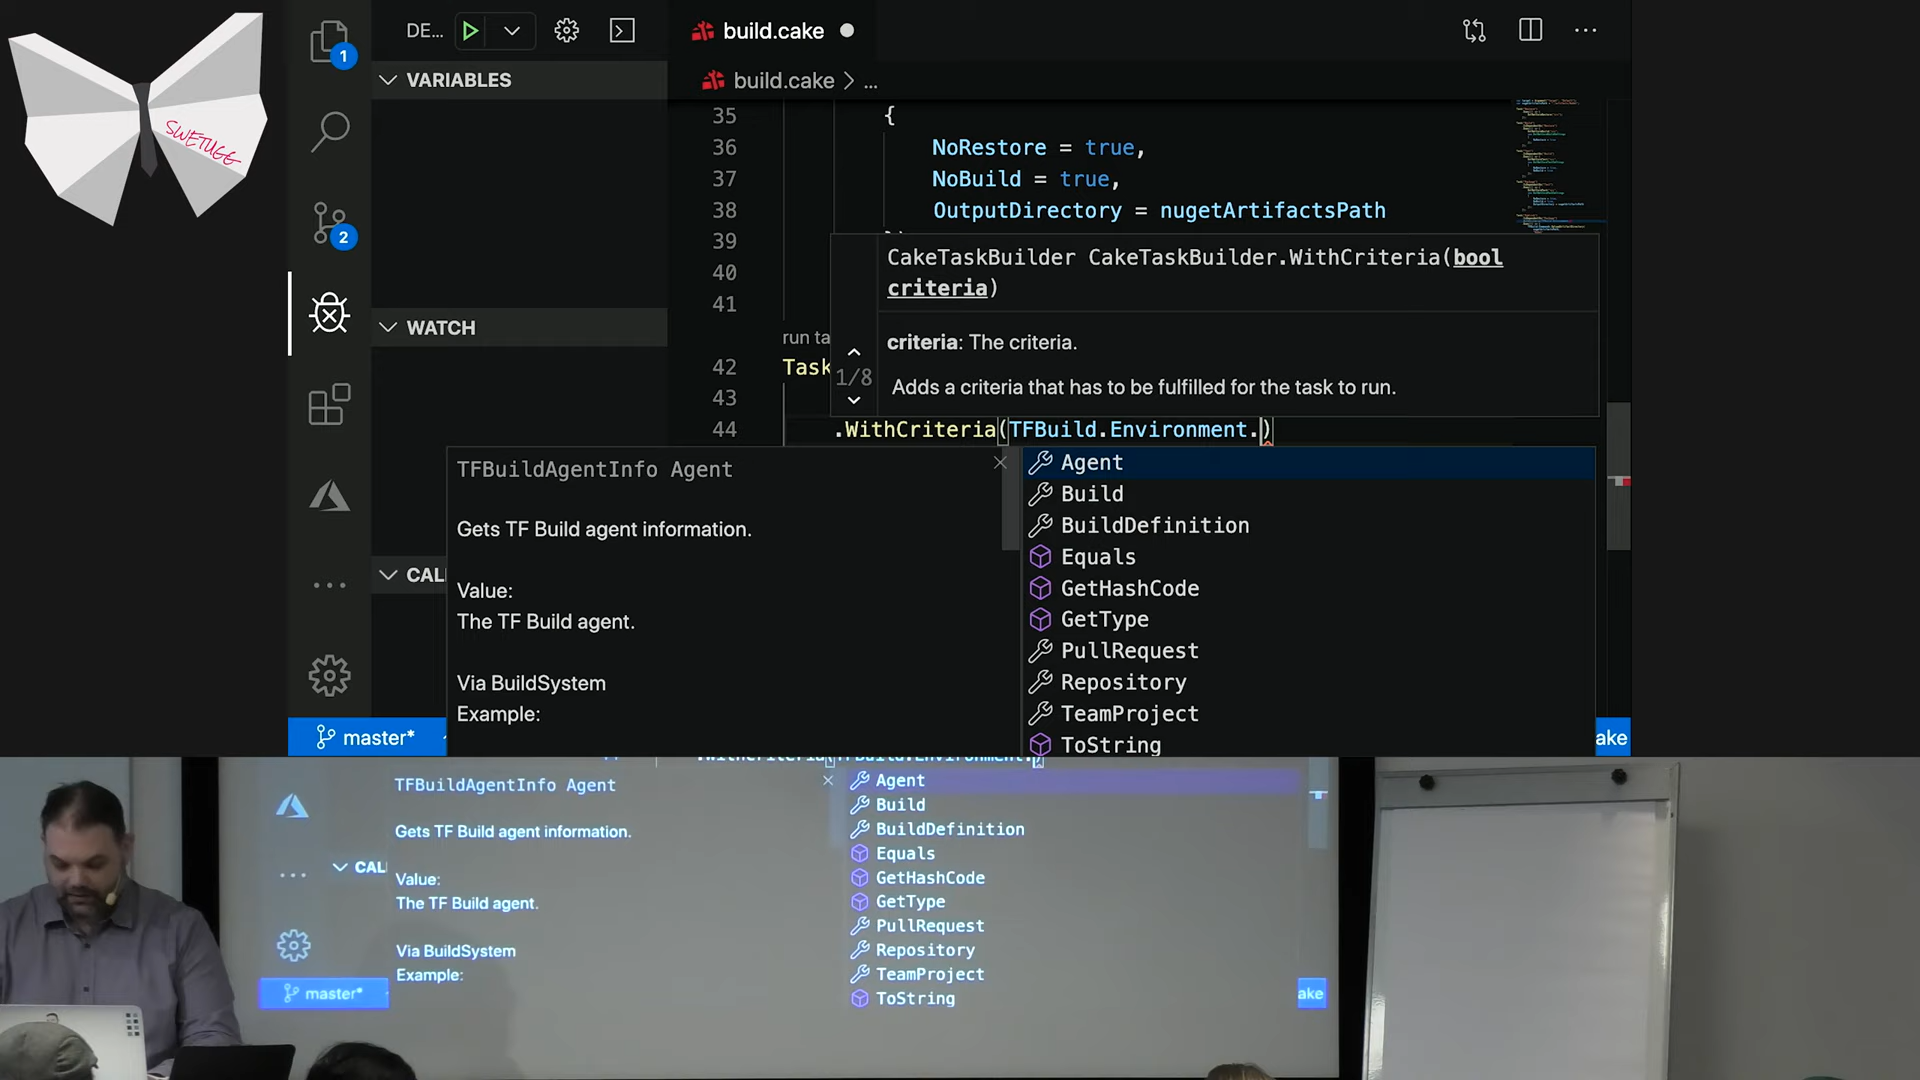 SWETUGG
1
2
DE...
build.cake
build.cake > ...
VARIABLES
WATCH
CAL
35 {
36 NoRestore = true,
37 NoBuild = true,
38 OutputDirectory = nugetArtifactsPath
39
40
41
run ta
42 Task
43
44 .WithCriteria(TFBuild.Environment.)
CakeTaskBuilder CakeTaskBuilder.WithCriteria(bool
criteria)
criteria: The criteria.
1/8
Adds a criteria that has to be fulfilled for the task to run.
TFBuildAgentInfo Agent
Gets TF Build agent information.
Value:
The TF Build agent.
Via BuildSystem
Example:
Agent
Build
BuildDefinition
Equals
GetHashCode
GetType
PullRequest
Repository
TeamProject
ToString
master*
ake
.WithCriteria(TFBuild.Environment.)
TFBuildAgentInfo Agent
Gets TF Build agent information.
CAL
Value:
The TF Build agent.
Via BuildSystem
Example:
Agent
Build
BuildDefinition
Equals
GetHashCode
GetType
PullRequest
Repository
TeamProject
ToString
master*
ake